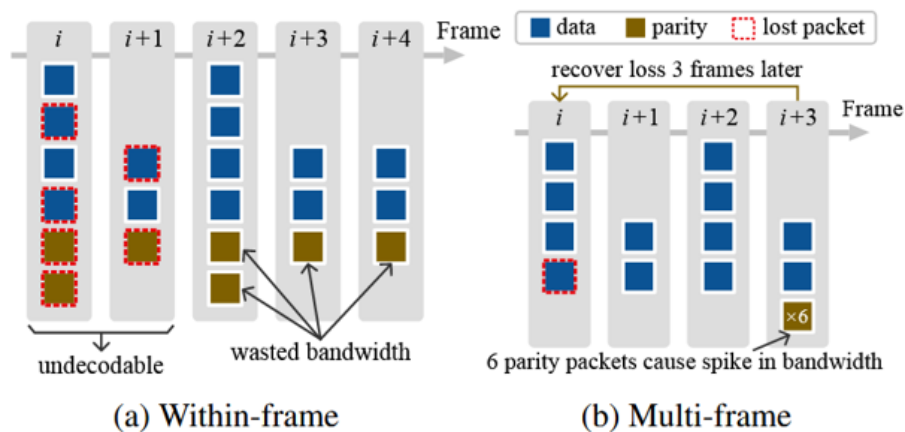 i i+1 i+2 i+3 i+4 Frame
undecodable
wasted bandwidth
(a) Within-frame
data parity lost packet
recover loss 3 frames later
i i+1 i+2 i+3 Frame
×6
6 parity packets cause spike in bandwidth
(b) Multi-frame